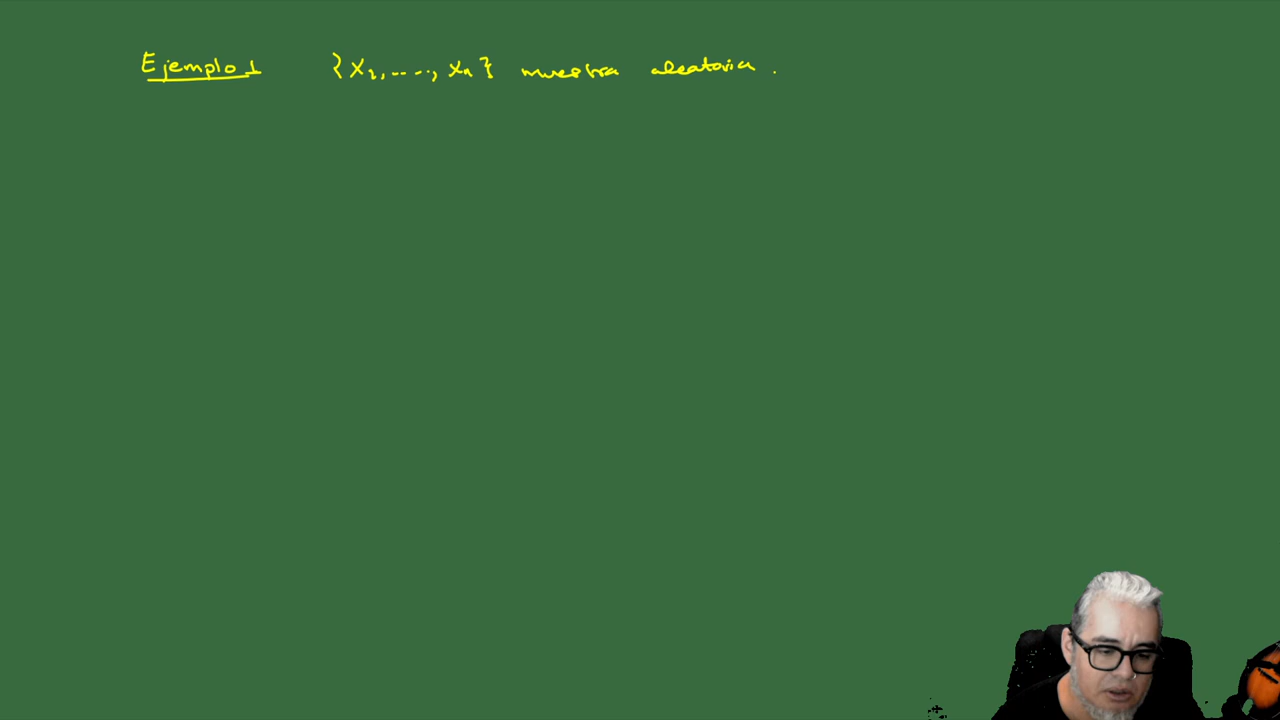 Ejemplo 1 {X₁,....,Xₙ} muestra aleatoria.